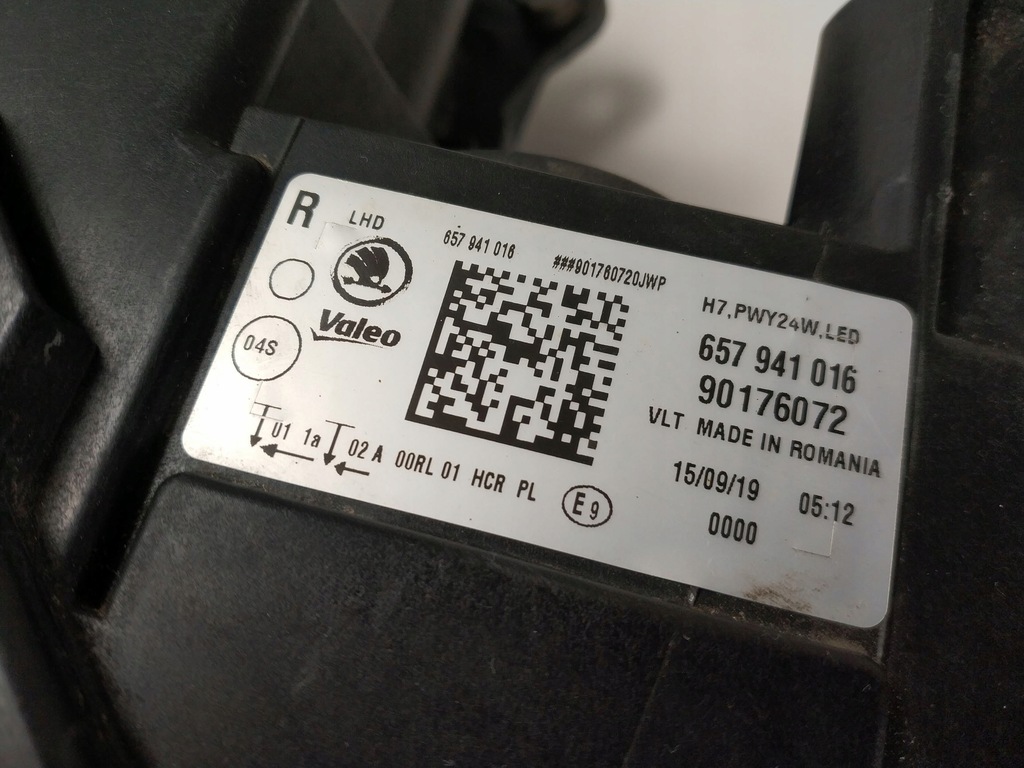 R
LHD
657 941 016
###901760720JWP
Valeo
04S
H7,PWY24W,LED
657 941 016
90176072
VLT MADE IN ROMANIA
15/09/19 05:12
0000
01 1a 02 A 00RL 01 HCR PL
E9